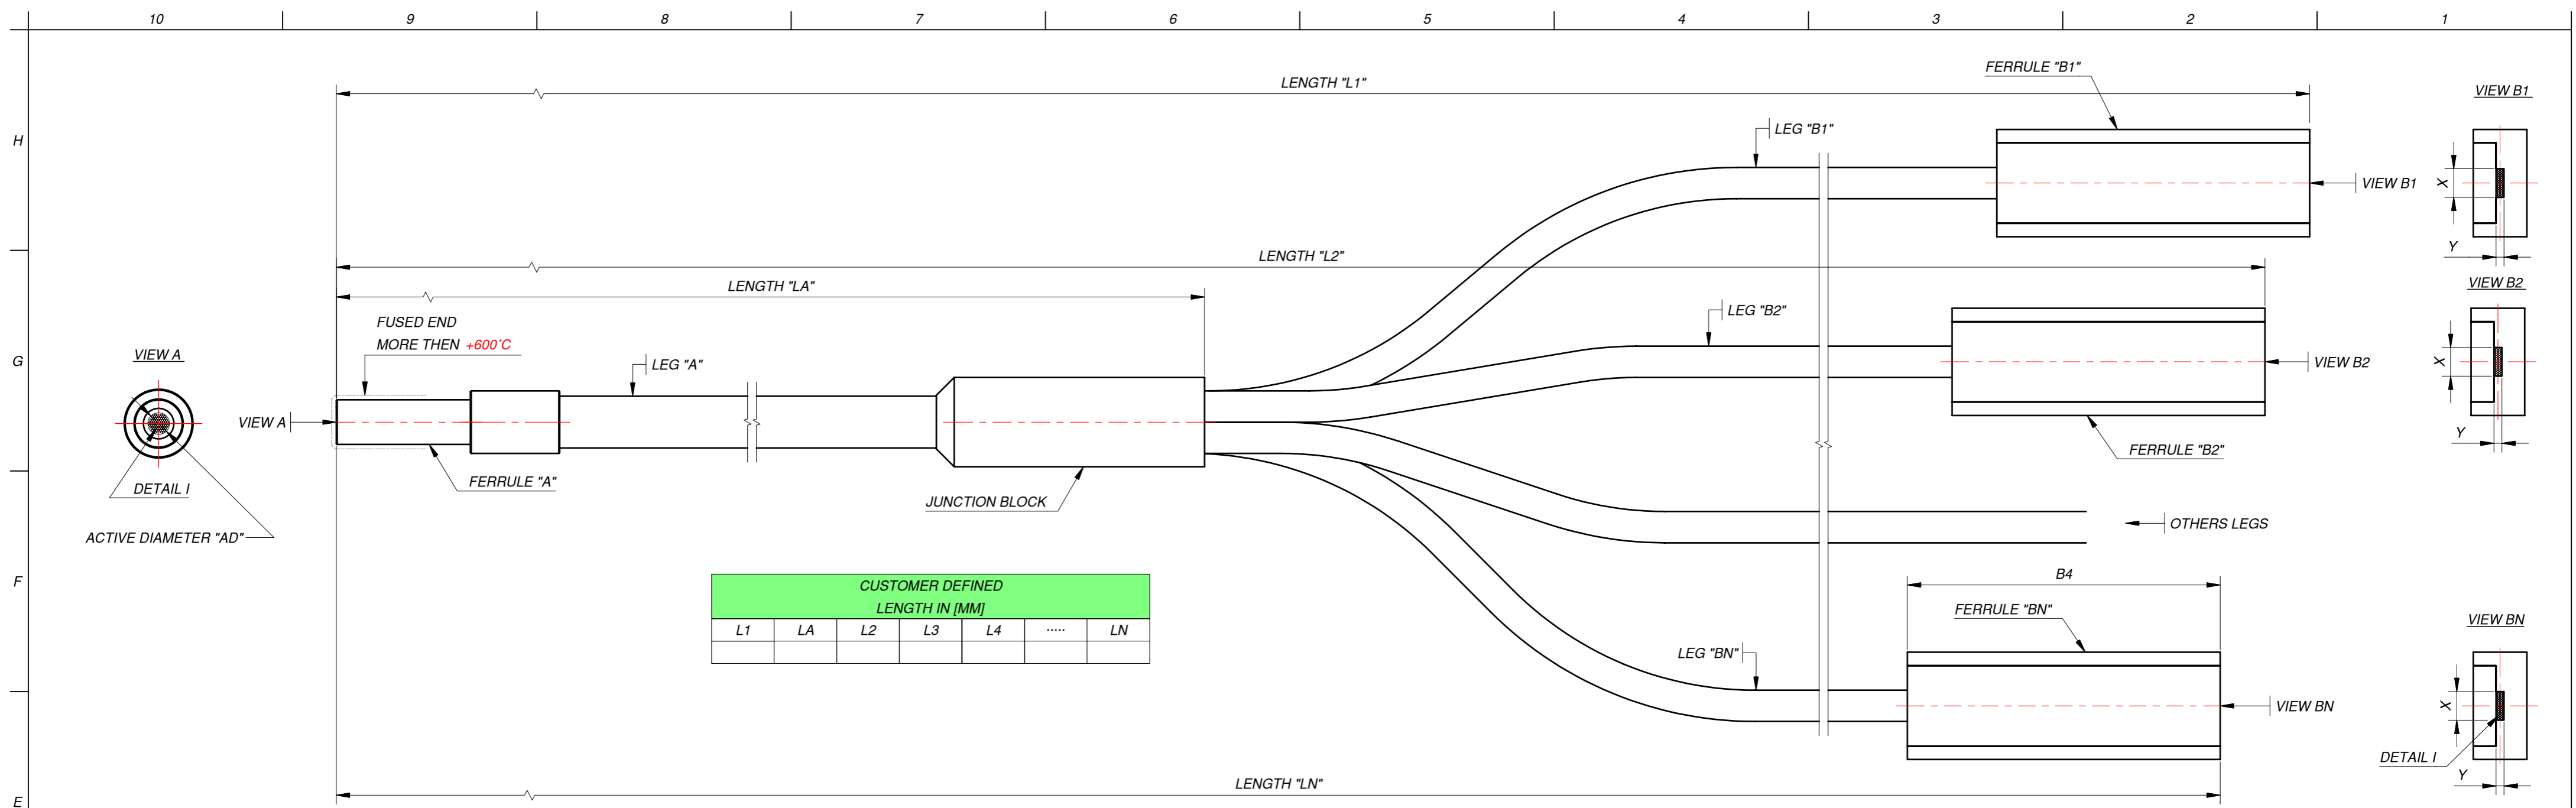 10 9 8 7 6 5 4 3 2 1
LENGTH "L1"
FERRULE "B1"
VIEW B1
H
LEG "B1"
VIEW B1
X
Y
LENGTH "L2"
LENGTH "LA"
VIEW B2
FUSED END
MORE THEN +600°C
LEG "B2"
G
VIEW A
LEG "A"
VIEW B2
X
VIEW A
Y
FERRULE "B2"
DETAIL I
FERRULE "A"
JUNCTION BLOCK
OTHERS LEGS
ACTIVE DIAMETER "AD"
F
CUSTOMER DEFINED
LENGTH IN [MM]
L1 LA L2 L3 L4 ..... LN
B4
FERRULE "BN"
VIEW BN
LEG "BN"
X
VIEW BN
DETAIL I
Y
LENGTH "LN"
E